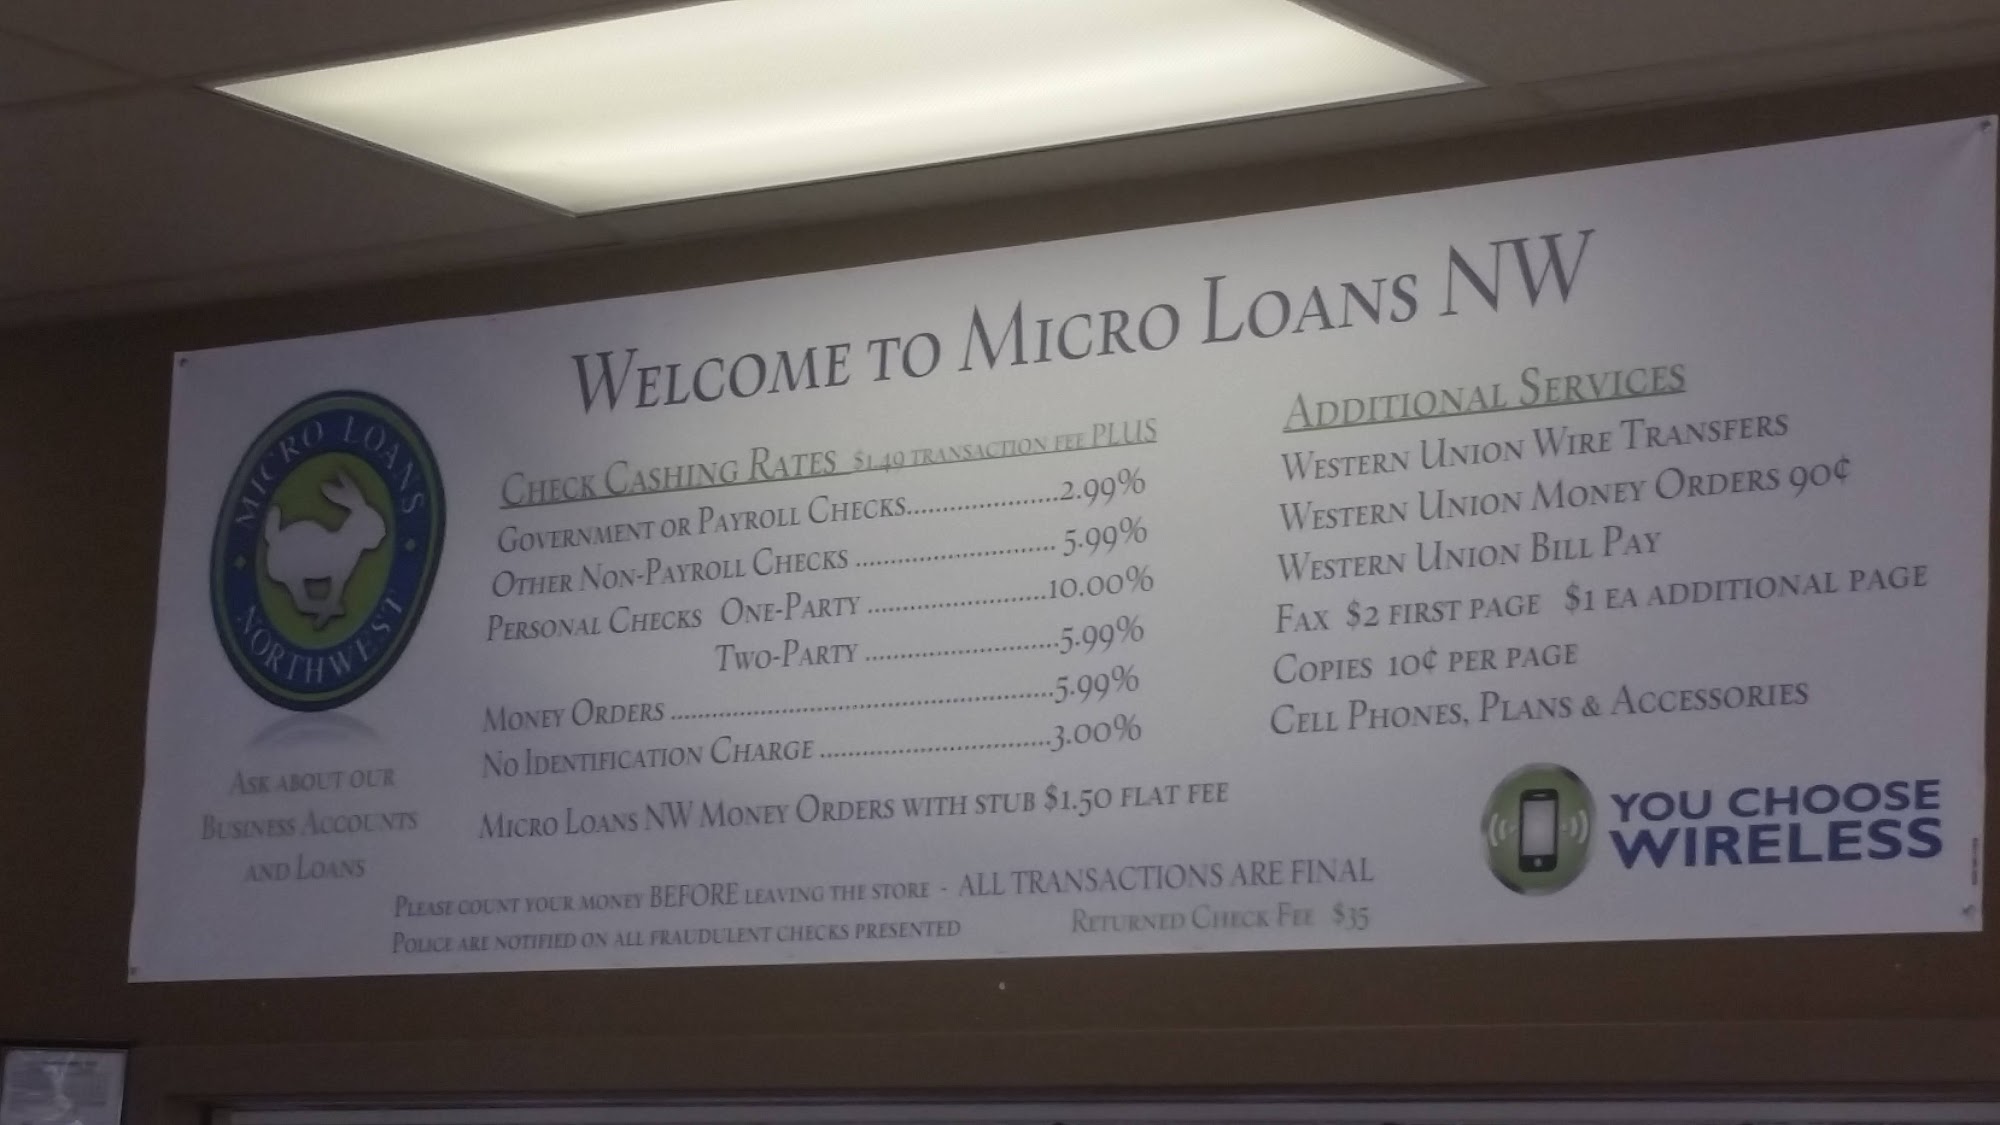 Welcome to Micro Loans NW
MICRO LOANS
NORTHWEST
Ask about our
Business Accounts
and Loans
Check Cashing Rates $1.49 transaction fee PLUS
Government or Payroll Checks.....................2.99%
Other Non-Payroll Checks ............................ 5.99%
Personal Checks One-Party .........................10.00%
Two-Party ...........................5.99%
Money Orders .....................................................5.99%
No Identification Charge ................................3.00%
Micro Loans NW Money Orders with stub $1.50 flat fee
Additional Services
Western Union Wire Transfers
Western Union Money Orders 90¢
Western Union Bill Pay
Fax $2 first page $1 ea additional page
Copies 10¢ per page
Cell Phones, Plans & Accessories
YOU CHOOSE
WIRELESS
Please count your money BEFORE leaving the store - ALL TRANSACTIONS ARE FINAL
Police are notified on all fraudulent checks presented Returned Check Fee $35